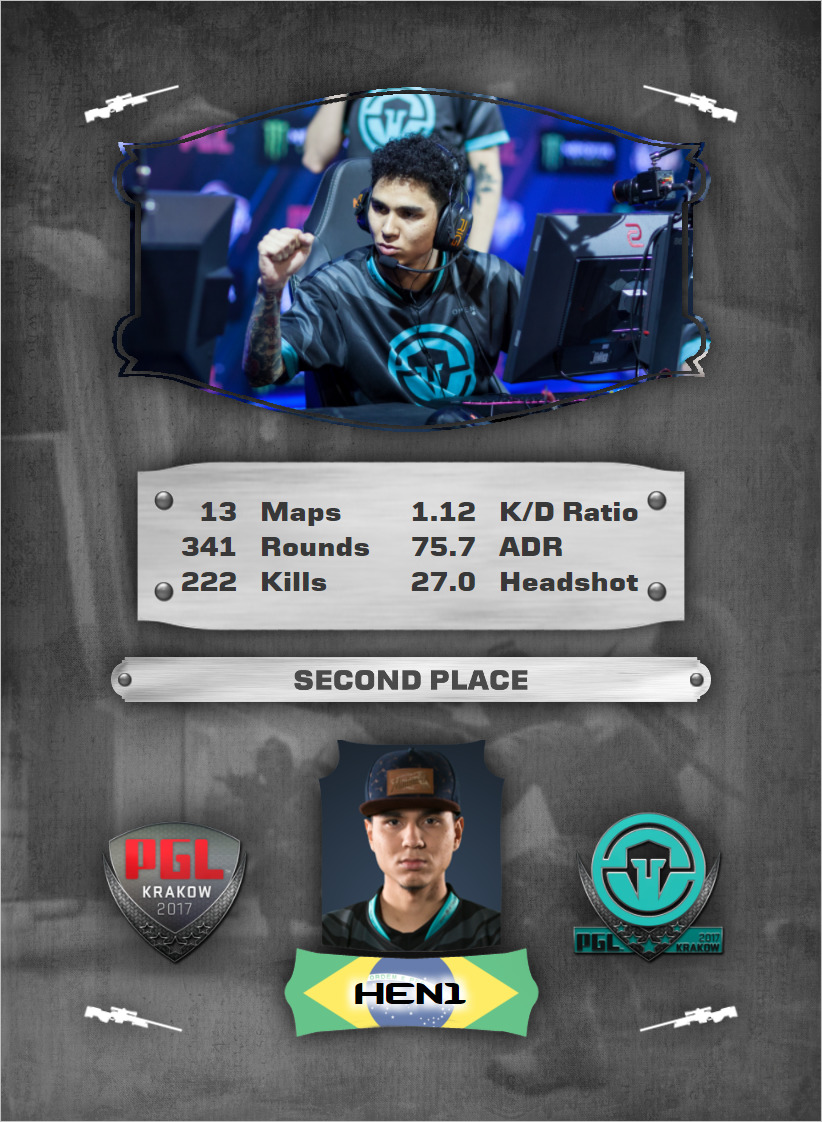 13 Maps 1.12 K/D Ratio
341 Rounds 75.7 ADR
222 Kills 27.0 Headshot
SECOND PLACE
PGL
KRAKOW
2017
PGL 2017
KRAKOW
HEN1